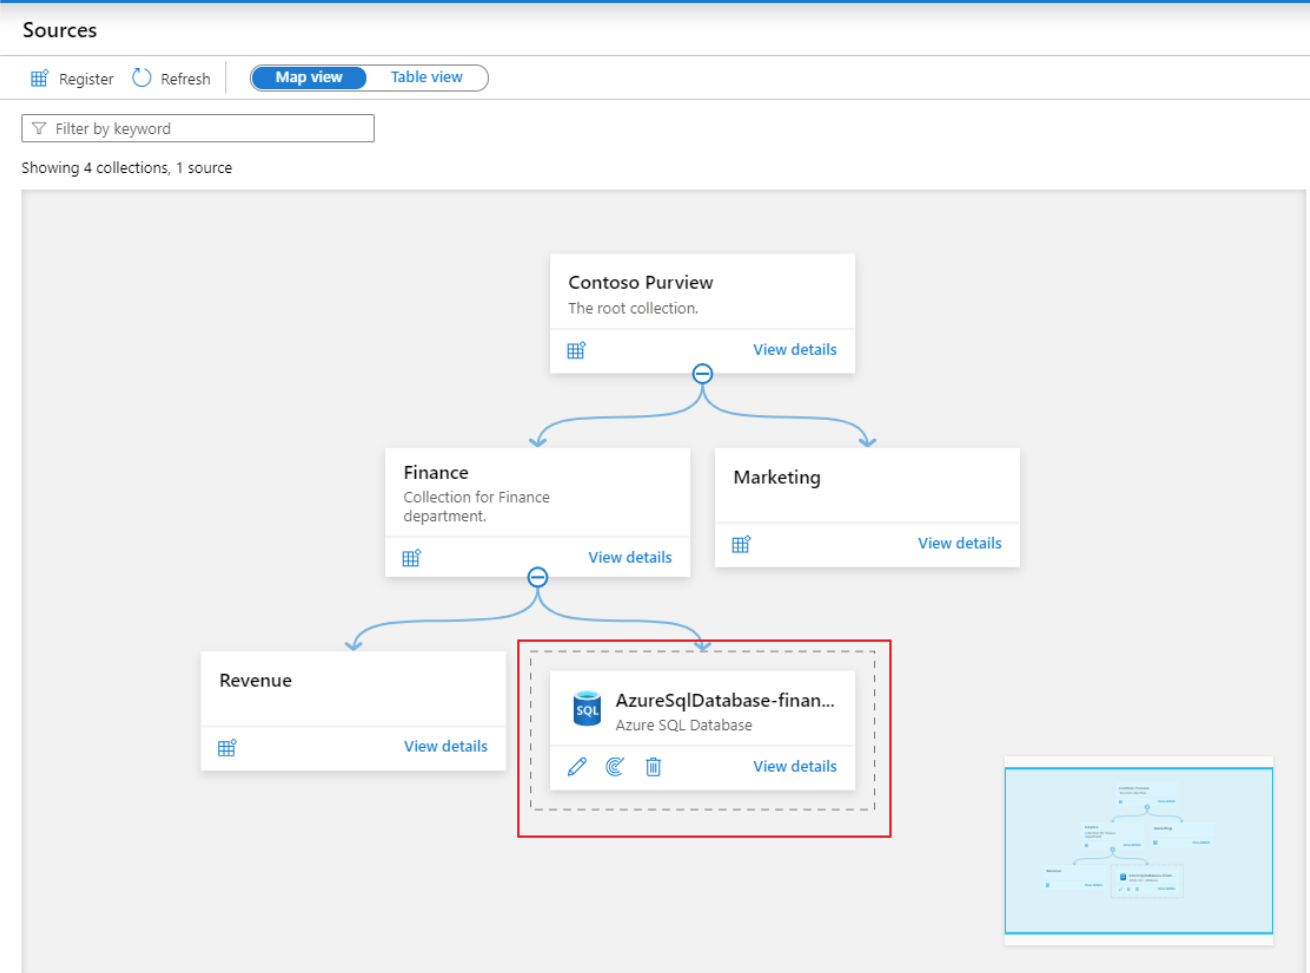 Sources
Register
Refresh
Map view
Table view
Filter by keyword
Showing 4 collections, 1 source
Contoso Purview
The root collection.
View details
Finance
Collection for Finance
department.
View details
Marketing
View details
Revenue
View details
SQL
AzureSqlDatabase-finan...
Azure SQL Database
View details